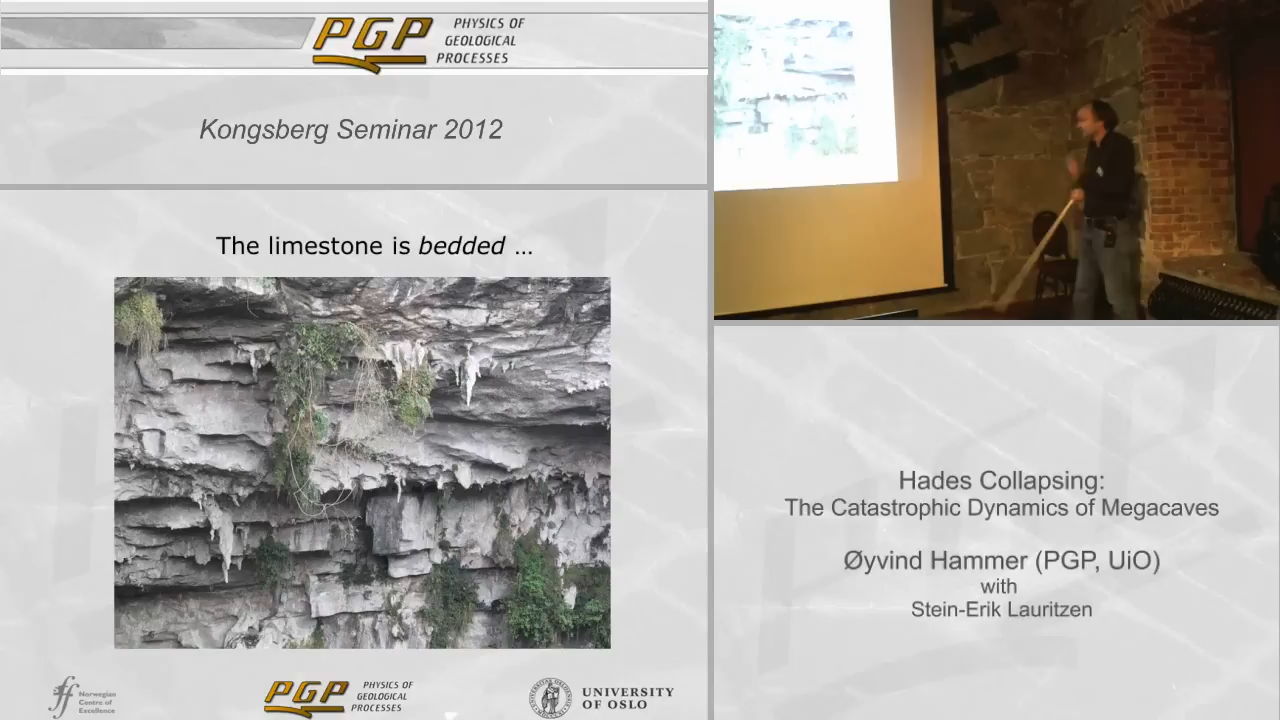 PGP
PHYSICS OF
GEOLOGICAL
PROCESSES
Kongsberg Seminar 2012
The limestone is bedded ...
Norwegian
Centre of
Excellence
PGP
PHYSICS OF
GEOLOGICAL
PROCESSES
UNIVERSITY
OF OSLO
Hades Collapsing:
The Catastrophic Dynamics of Megacaves
Øyvind Hammer (PGP, UiO)
with
Stein-Erik Lauritzen